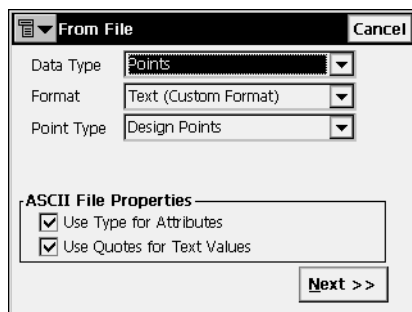 From File Cancel
Data Type Points
Format Text (Custom Format)
Point Type Design Points
ASCII File Properties
Use Type for Attributes
Use Quotes for Text Values
Next >>